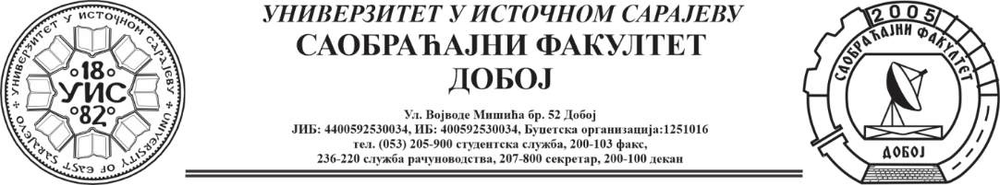 УНИВЕРЗИТЕТ У ИСТОЧНОМ САРАЈЕВУ
САОБРАЋАЈНИ ФАКУЛТЕТ
ДОБОЈ
Ул. Војводе Мишића бр. 52 Добој
ЈИБ: 4400592530034, ИБ: 400592530034, Буџетска организација:1251016
тел. (053) 205-900 студентска служба, 200-103 факс,
236-220 служба рачуноводства, 207-800 секретар, 200-100 декан
УНИВЕРЗИТЕТ У ИСТОЧНОМ САРАЈЕВУ
UNIVERSITY OF EAST SARAJEVO
18
УИС
82
2005
САОБРАЋАЈНИ ФАКУЛТЕТ
ДОБОЈ